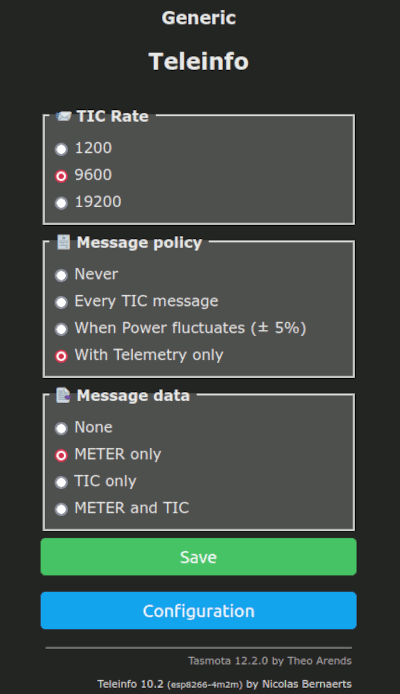 Generic
Teleinfo
TIC Rate
1200
9600
19200
Message policy
Never
Every TIC message
When Power fluctuates (± 5%)
With Telemetry only
Message data
None
METER only
TIC only
METER and TIC
Save
Configuration
Tasmota 12.2.0 by Theo Arends
Teleinfo 10.2 (esp8266-4m2m) by Nicolas Bernaerts